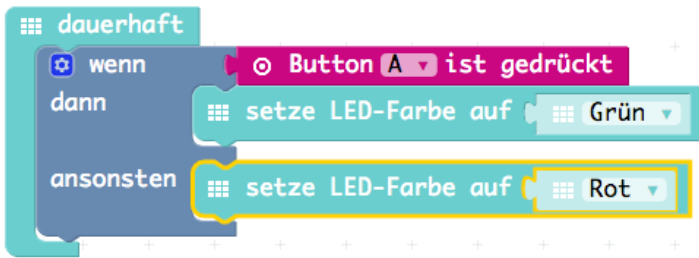 dauerhaft
wenn Button A ist gedrückt
dann setze LED-Farbe auf Grün
ansonsten setze LED-Farbe auf Rot